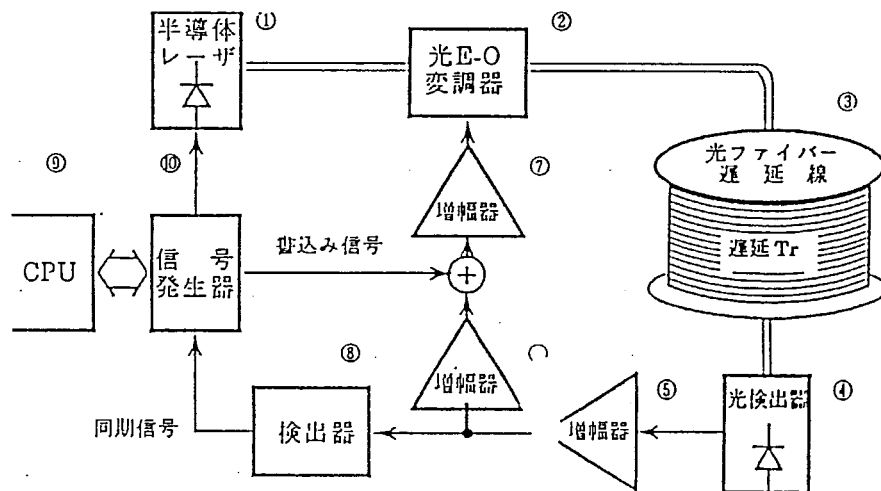 半導体
レーザ
①
光E-O
変調器
②
③
光ファイバー
遅延線
遅延Tr
⑨
⑩
増幅器
⑦
CPU
信号
発生器
書込み信号
+
⑧
増幅器
⑤
光検出器
④
同期信号
検出器
増幅器